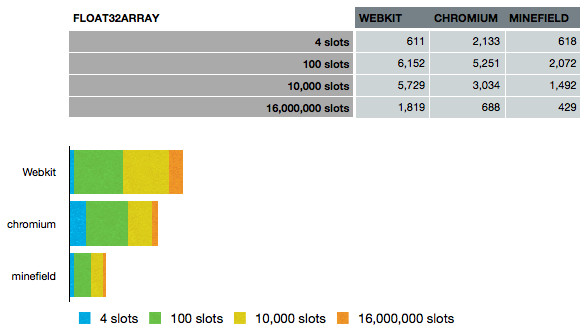 FLOAT32ARRAY WEBKIT CHROMIUM MINEFIELD
4 slots 611 2,133 618
100 slots 6,152 5,251 2,072
10,000 slots 5,729 3,034 1,492
16,000,000 slots 1,819 688 429
Webkit
chromium
minefield
4 slots 100 slots 10,000 slots 16,000,000 slots